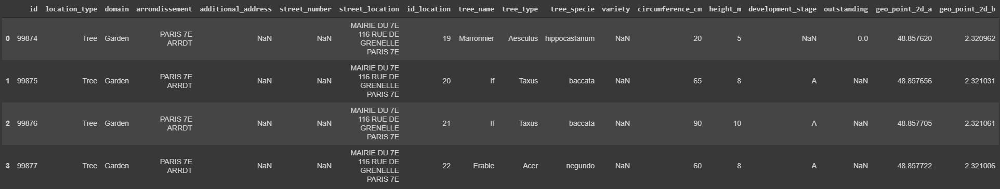 id location_type domain arrondissement additional_address street_number street_location id_location tree_name tree_type tree_specie variety circumference_cm height_m development_stage outstanding geo_point_2d_a geo_point_2d_b
MAIRIE DU 7E
PARIS 7E 116 RUE DE
0 99874 Tree Garden NaN NaN 19 Marronnier Aesculus hippocastanum NaN 20 5 NaN 0.0 48.857620 2.320962
ARRDT GRENELLE
PARIS 7E
MAIRIE DU 7E
PARIS 7E 116 RUE DE
1 99875 Tree Garden NaN NaN 20 If Taxus baccata NaN 65 8 A NaN 48.857656 2.321031
ARRDT GRENELLE
PARIS 7E
MAIRIE DU 7E
PARIS 7E 116 RUE DE
2 99876 Tree Garden NaN NaN 21 If Taxus baccata NaN 90 10 A NaN 48.857705 2.321061
ARRDT GRENELLE
PARIS 7E
MAIRIE DU 7E
PARIS 7E 116 RUE DE
3 99877 Tree Garden NaN NaN 22 Erable Acer negundo NaN 60 8 A NaN 48.857722 2.321006
ARRDT GRENELLE
PARIS 7E